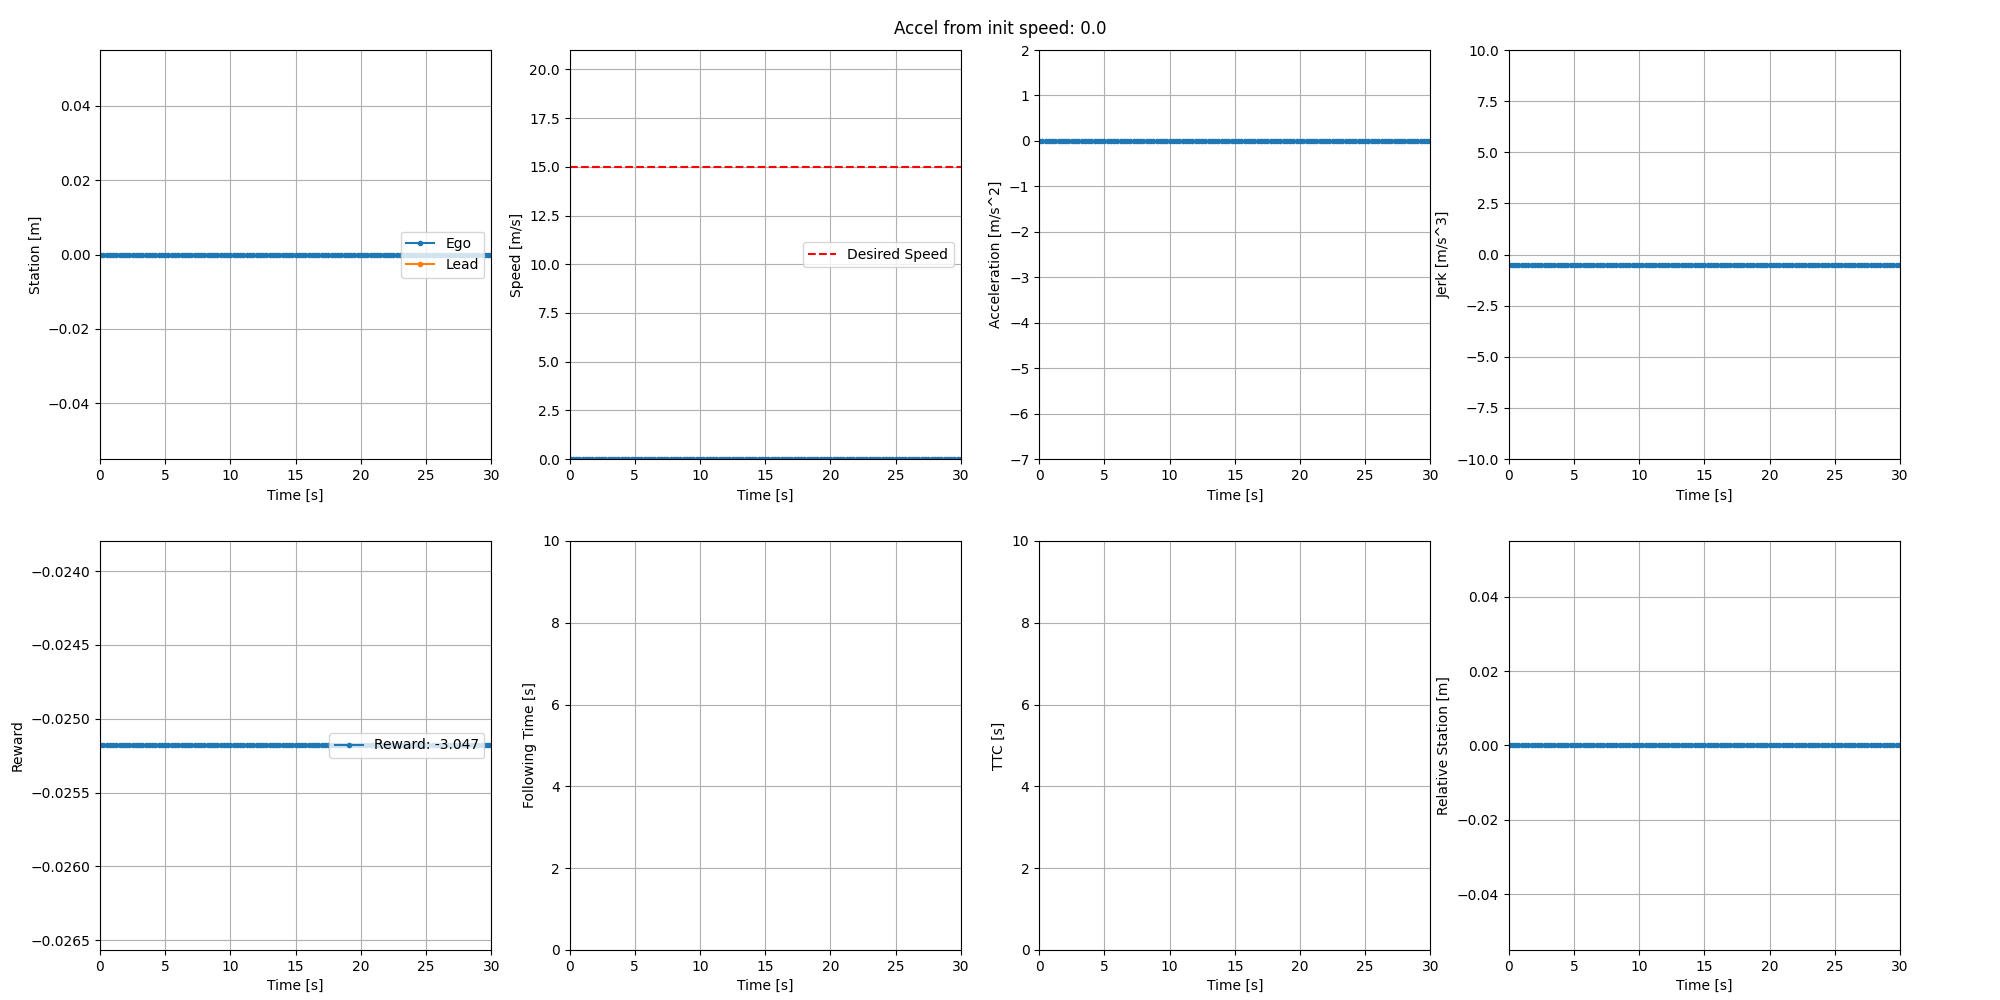 Accel from init speed: 0.0
Station [m]
0.04
0.02
0.00
−0.02
−0.04
Ego
Lead
0 5 10 15 20 25 30
Time [s]
Speed [m/s]
20.0
17.5
15.0
12.5
10.0
7.5
5.0
2.5
0.0
Desired Speed
0 5 10 15 20 25 30
Time [s]
Acceleration [m/s^2]
2
1
0
−1
−2
−3
−4
−5
−6
−7
0 5 10 15 20 25 30
Time [s]
Jerk [m/s^3]
10.0
7.5
5.0
2.5
0.0
−2.5
−5.0
−7.5
−10.0
0 5 10 15 20 25 30
Time [s]
Reward
−0.0240
−0.0245
−0.0250
−0.0255
−0.0260
−0.0265
Reward: -3.047
0 5 10 15 20 25 30
Time [s]
Following Time [s]
10
8
6
4
2
0
0 5 10 15 20 25 30
Time [s]
TTC [s]
10
8
6
4
2
0
0 5 10 15 20 25 30
Time [s]
Relative Station [m]
0.04
0.02
0.00
−0.02
−0.04
0 5 10 15 20 25 30
Time [s]